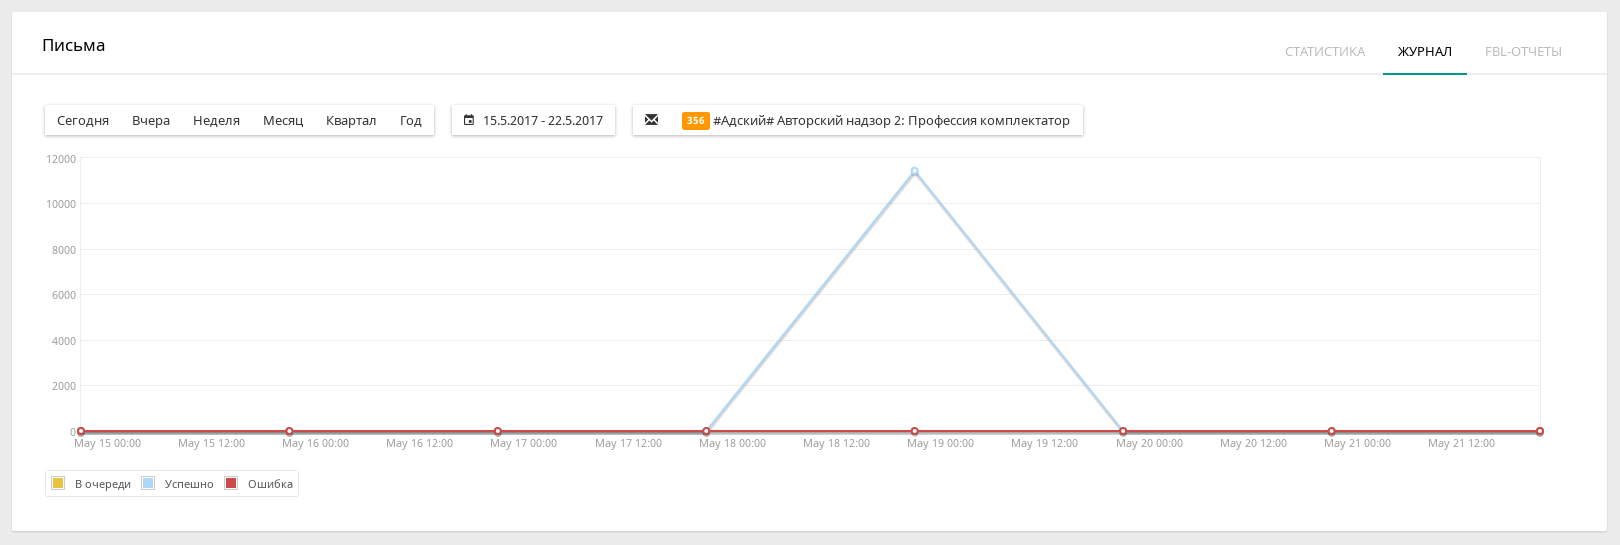 Письма
СТАТИСТИКА ЖУРНАЛ FBL-ОТЧЕТЫ
Сегодня Вчера Неделя Месяц Квартал Год 15.5.2017 - 22.5.2017 356 #Адский# Авторский надзор 2: Профессия комплектатор
12000
10000
8000
6000
4000
2000
0
May 15 00:00 May 15 12:00 May 16 00:00 May 16 12:00 May 17 00:00 May 17 12:00 May 18 00:00 May 18 12:00 May 19 00:00 May 19 12:00 May 20 00:00 May 20 12:00 May 21 00:00 May 21 12:00
В очереди Успешно Ошибка